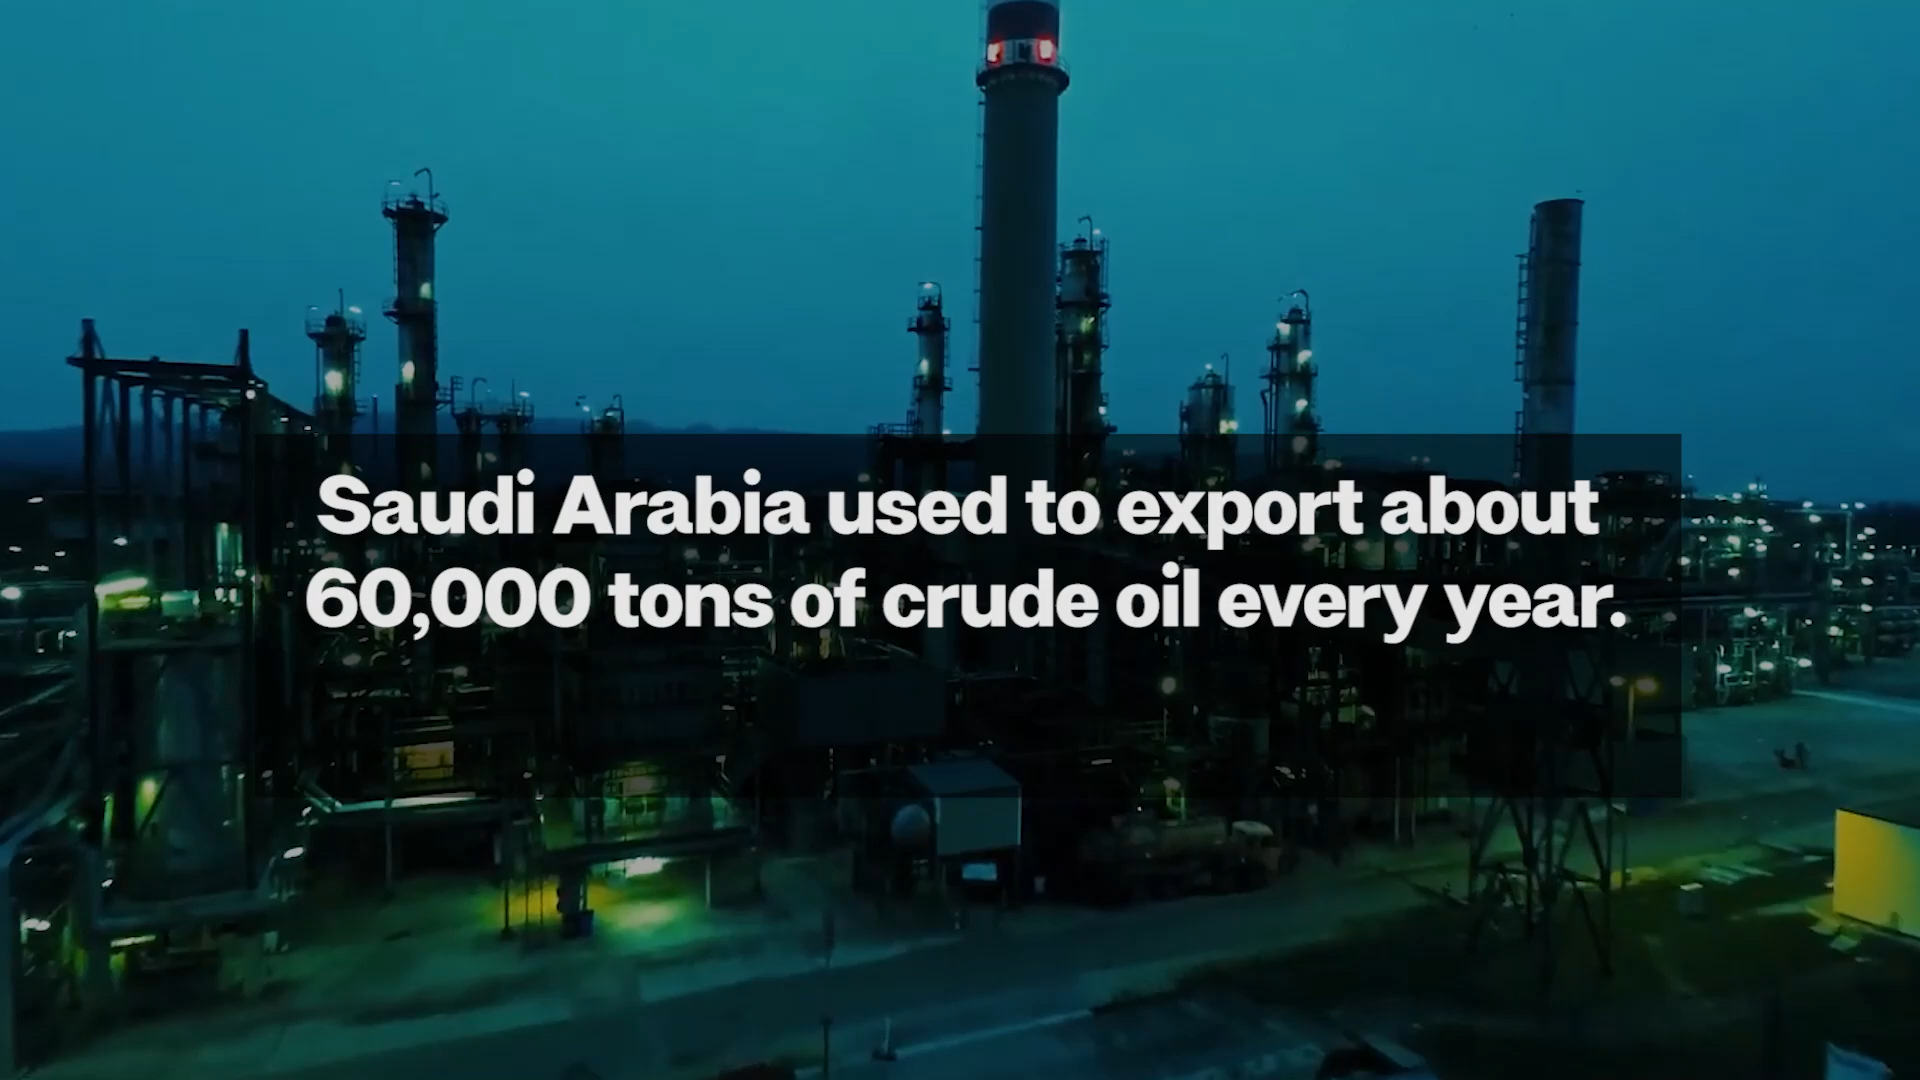 Saudi Arabia used to export about
60,000 tons of crude oil every year.